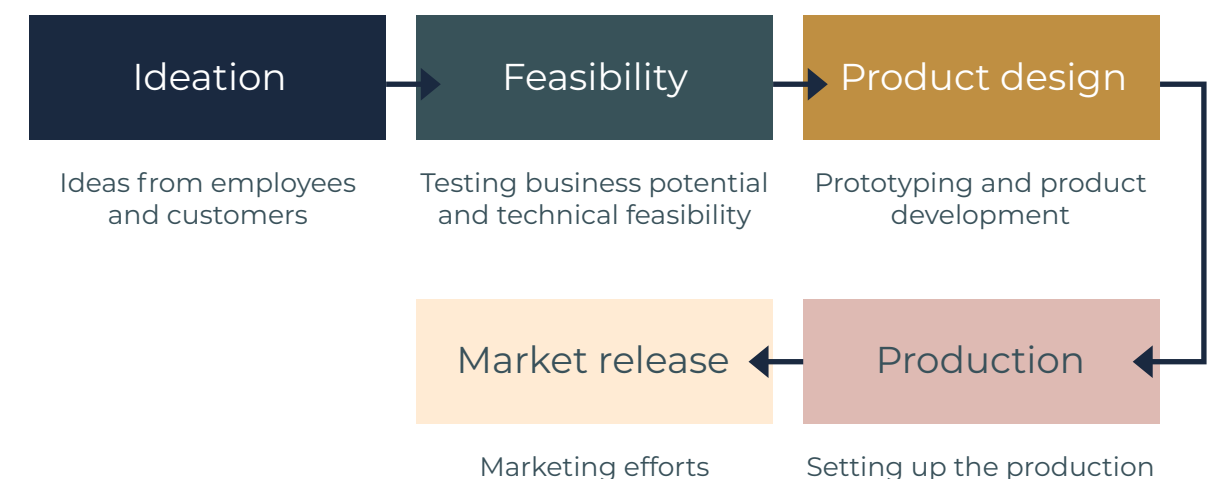 Ideation
Feasibility
Product design
Ideas from employees
and customers
Testing business potential
and technical feasibility
Prototyping and product
development
Market release
Production
Marketing efforts
Setting up the production